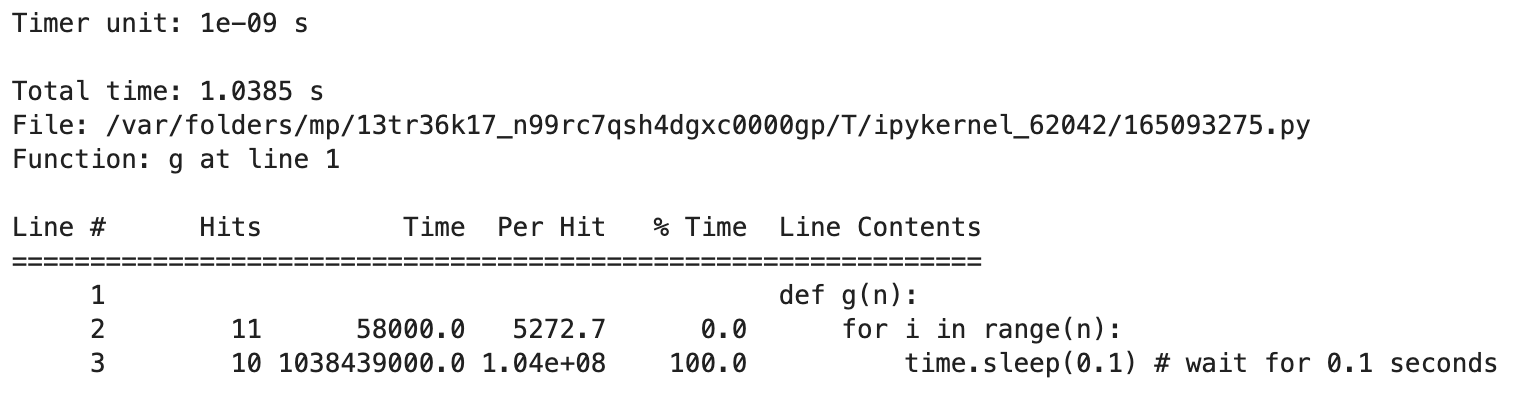 Timer unit: 1e-09 s

Total time: 1.0385 s
File: /var/folders/mp/13tr36k17_n99rc7qsh4dgxc0000gp/T/ipykernel_62042/165093275.py
Function: g at line 1

Line #      Hits         Time  Per Hit   % Time  Line Contents
==============================================================
     1                                           def g(n):
     2        11      58000.0   5272.7      0.0      for i in range(n):
     3        10 1038439000.0 1.04e+08    100.0          time.sleep(0.1) # wait for 0.1 seconds